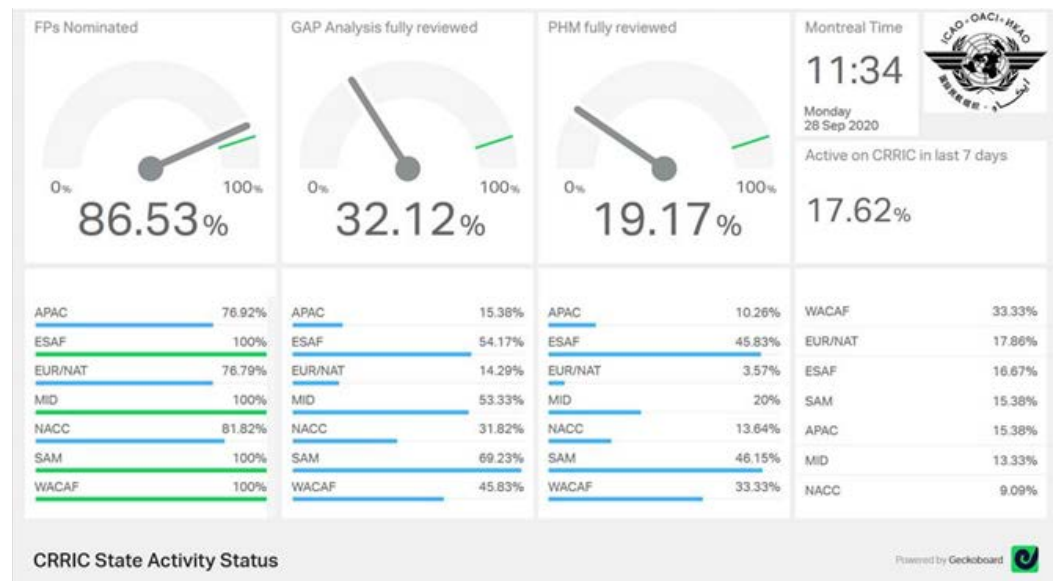 FPs Nominated
0%
100%
86.53%
GAP Analysis fully reviewed
0%
100%
32.12%
PHM fully reviewed
0%
100%
19.17%
Montreal Time
11:34
Monday
28 Sep 2020
ICAO · OACI · ИКАО
Active on CRRIC in last 7 days
17.62%
APAC 76.92%
ESAF 100%
EUR/NAT 76.79%
MID 100%
NACC 81.82%
SAM 100%
WACAF 100%
APAC 15.38%
ESAF 54.17%
EUR/NAT 14.29%
MID 53.33%
NACC 31.82%
SAM 69.23%
WACAF 45.83%
APAC 10.26%
ESAF 45.83%
EUR/NAT 3.57%
MID 20%
NACC 13.64%
SAM 46.15%
WACAF 33.33%
WACAF 33.33%
EUR/NAT 17.86%
ESAF 16.67%
SAM 15.38%
APAC 15.38%
MID 13.33%
NACC 9.09%
CRRIC State Activity Status
Powered by Geckoboard